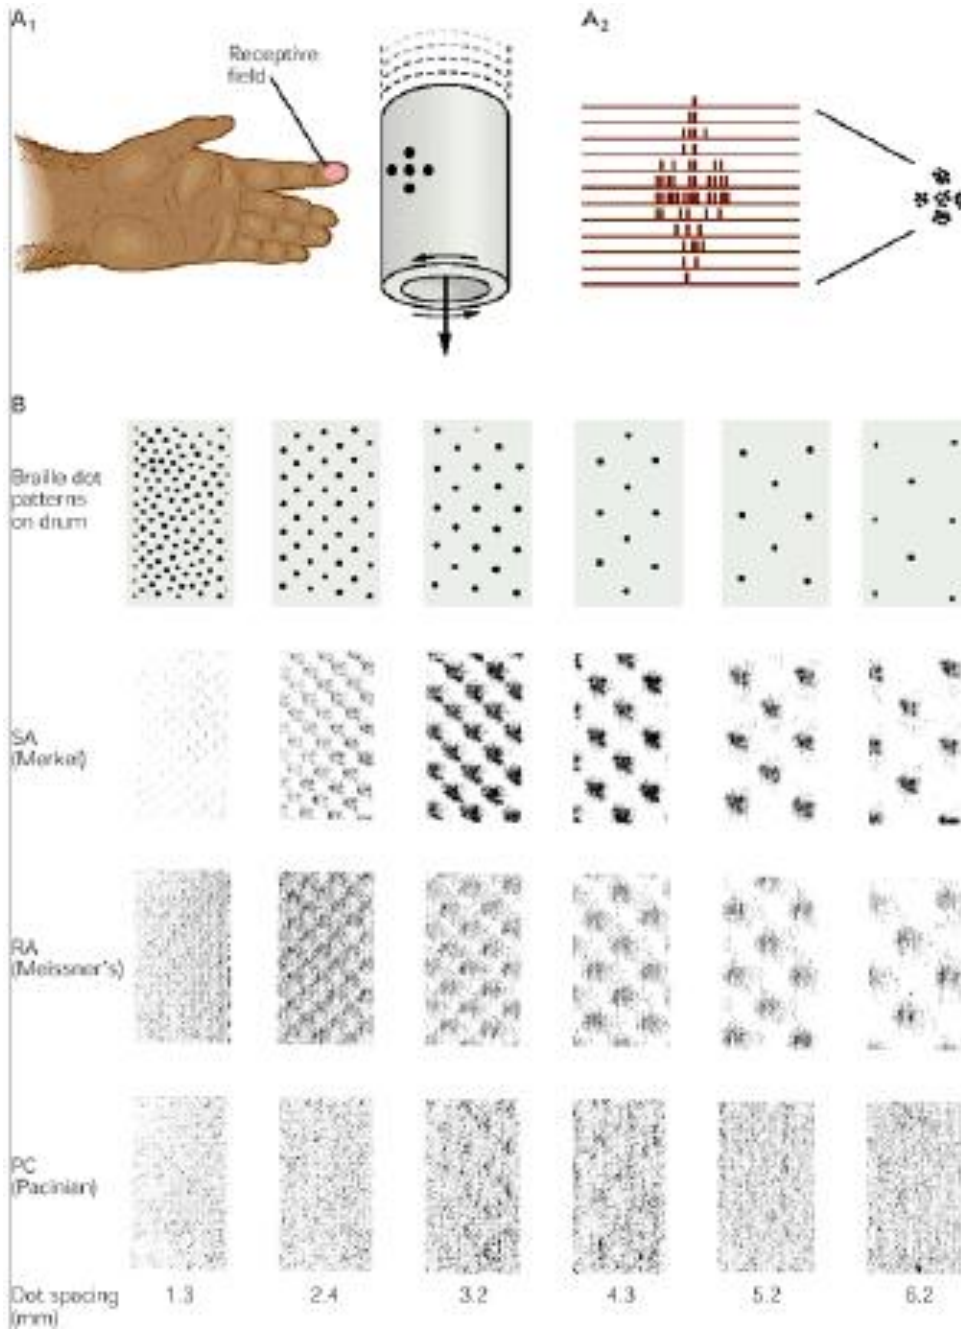 A1
A2
Receptive
field
B
Braille dot
patterns
on drum
SA
(Merkel)
RA
(Meissner's)
PC
(Pacinian)
Dot spacing
(mm)
1.3
2.4
3.2
4.3
5.2
6.2